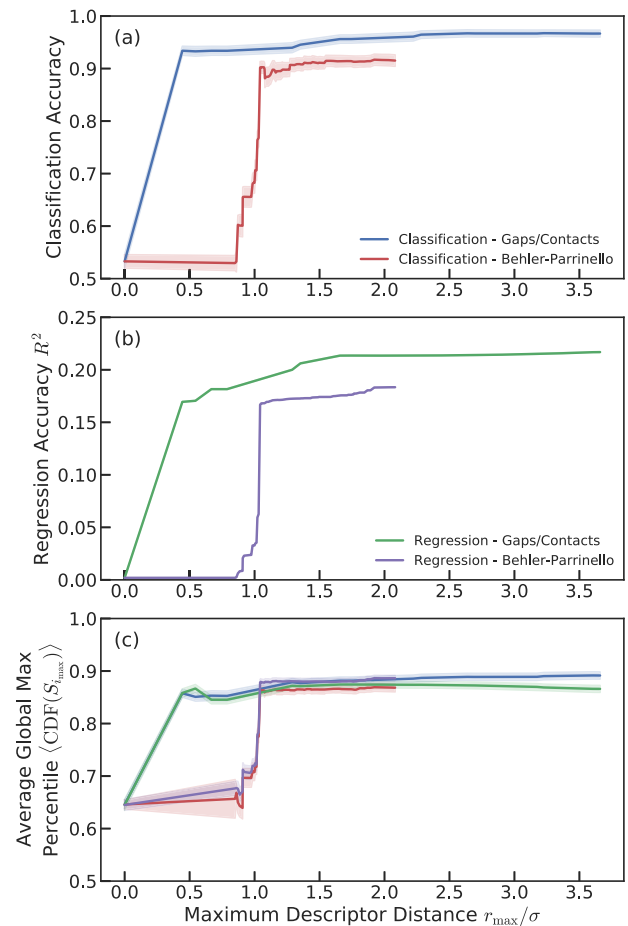 (a)
Classification Accuracy
1.0
0.9
0.8
0.7
0.6
0.5
Classification - Gaps/Contacts
Classification - Behler-Parrinello
0.0 0.5 1.0 1.5 2.0 2.5 3.0 3.5
(b)
Regression Accuracy R²
0.25
0.20
0.15
0.10
0.05
0.00
Regression - Gaps/Contacts
Regression - Behler-Parrinello
0.0 0.5 1.0 1.5 2.0 2.5 3.0 3.5
(c)
Average Global Max
Percentile ⟨CDF(S_{i_max})⟩
1.0
0.9
0.8
0.7
0.6
0.5
0.0 0.5 1.0 1.5 2.0 2.5 3.0 3.5
Maximum Descriptor Distance r_max/σ